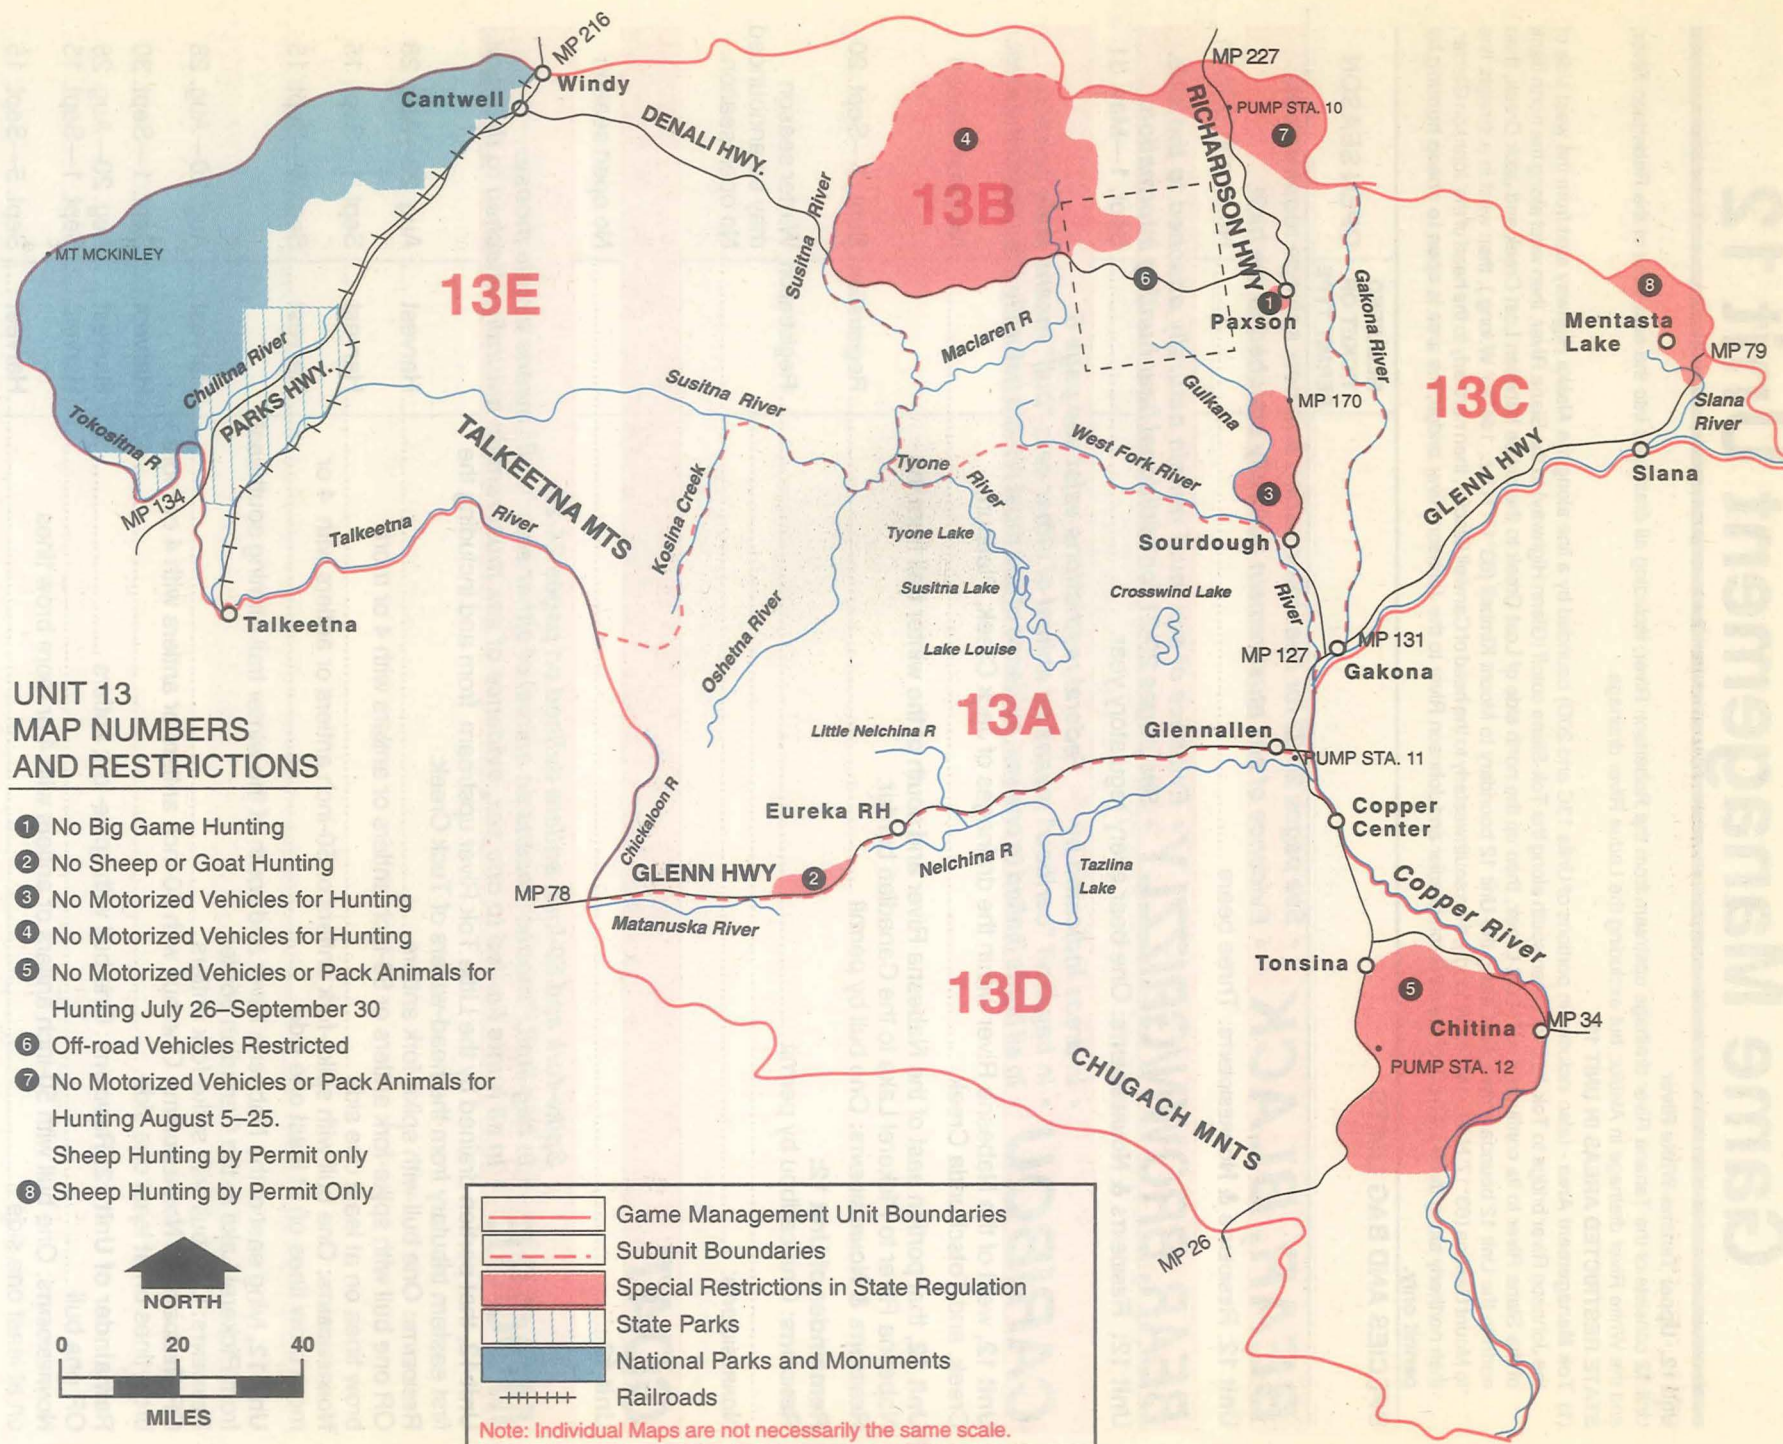 MP 216
Windy
Cantwell
DENALI HWY.
MP 227
PUMP STA. 10
7
RICHARDSON HWY
4
13B
Susitna River
MT MCKINLEY
13E
6
1
Paxson
Gakona River
8
Mentasta
Lake
MP 79
Maclaren R
Chulitna River
PARKS HWY.
Tokositna R
MP 134
Susitna River
Gulkana
MP 170
13C
Slana
River
GLENN HWY
Slana
TALKEETNA MTS
Kosina Creek
Tyone
River
West Fork River
3
Talkeetna
River
Tyone Lake
Sourdough
Susitna Lake
Crosswind Lake
River
Talkeetna
Oshetna River
Lake Louise
MP 127
MP 131
Gakona
13A
Little Nelchina R
Glennallen
PUMP STA. 11
Chickaloon R
Eureka RH
Copper
Center
Nelchina R
Tazlina
Lake
GLENN HWY
2
MP 78
Matanuska River
Copper River
13D
Tonsina
5
Chitina
MP 34
PUMP STA. 12
CHUGACH MNTS
MP 26
UNIT 13
MAP NUMBERS
AND RESTRICTIONS
1 No Big Game Hunting
2 No Sheep or Goat Hunting
3 No Motorized Vehicles for Hunting
4 No Motorized Vehicles for Hunting
5 No Motorized Vehicles or Pack Animals for
Hunting July 26–September 30
6 Off-road Vehicles Restricted
7 No Motorized Vehicles or Pack Animals for
Hunting August 5–25.
Sheep Hunting by Permit only
8 Sheep Hunting by Permit Only
NORTH
0 20 40
MILES
Game Management Unit Boundaries
Subunit Boundaries
Special Restrictions in State Regulation
State Parks
National Parks and Monuments
Railroads
Note: Individual Maps are not necessarily the same scale.